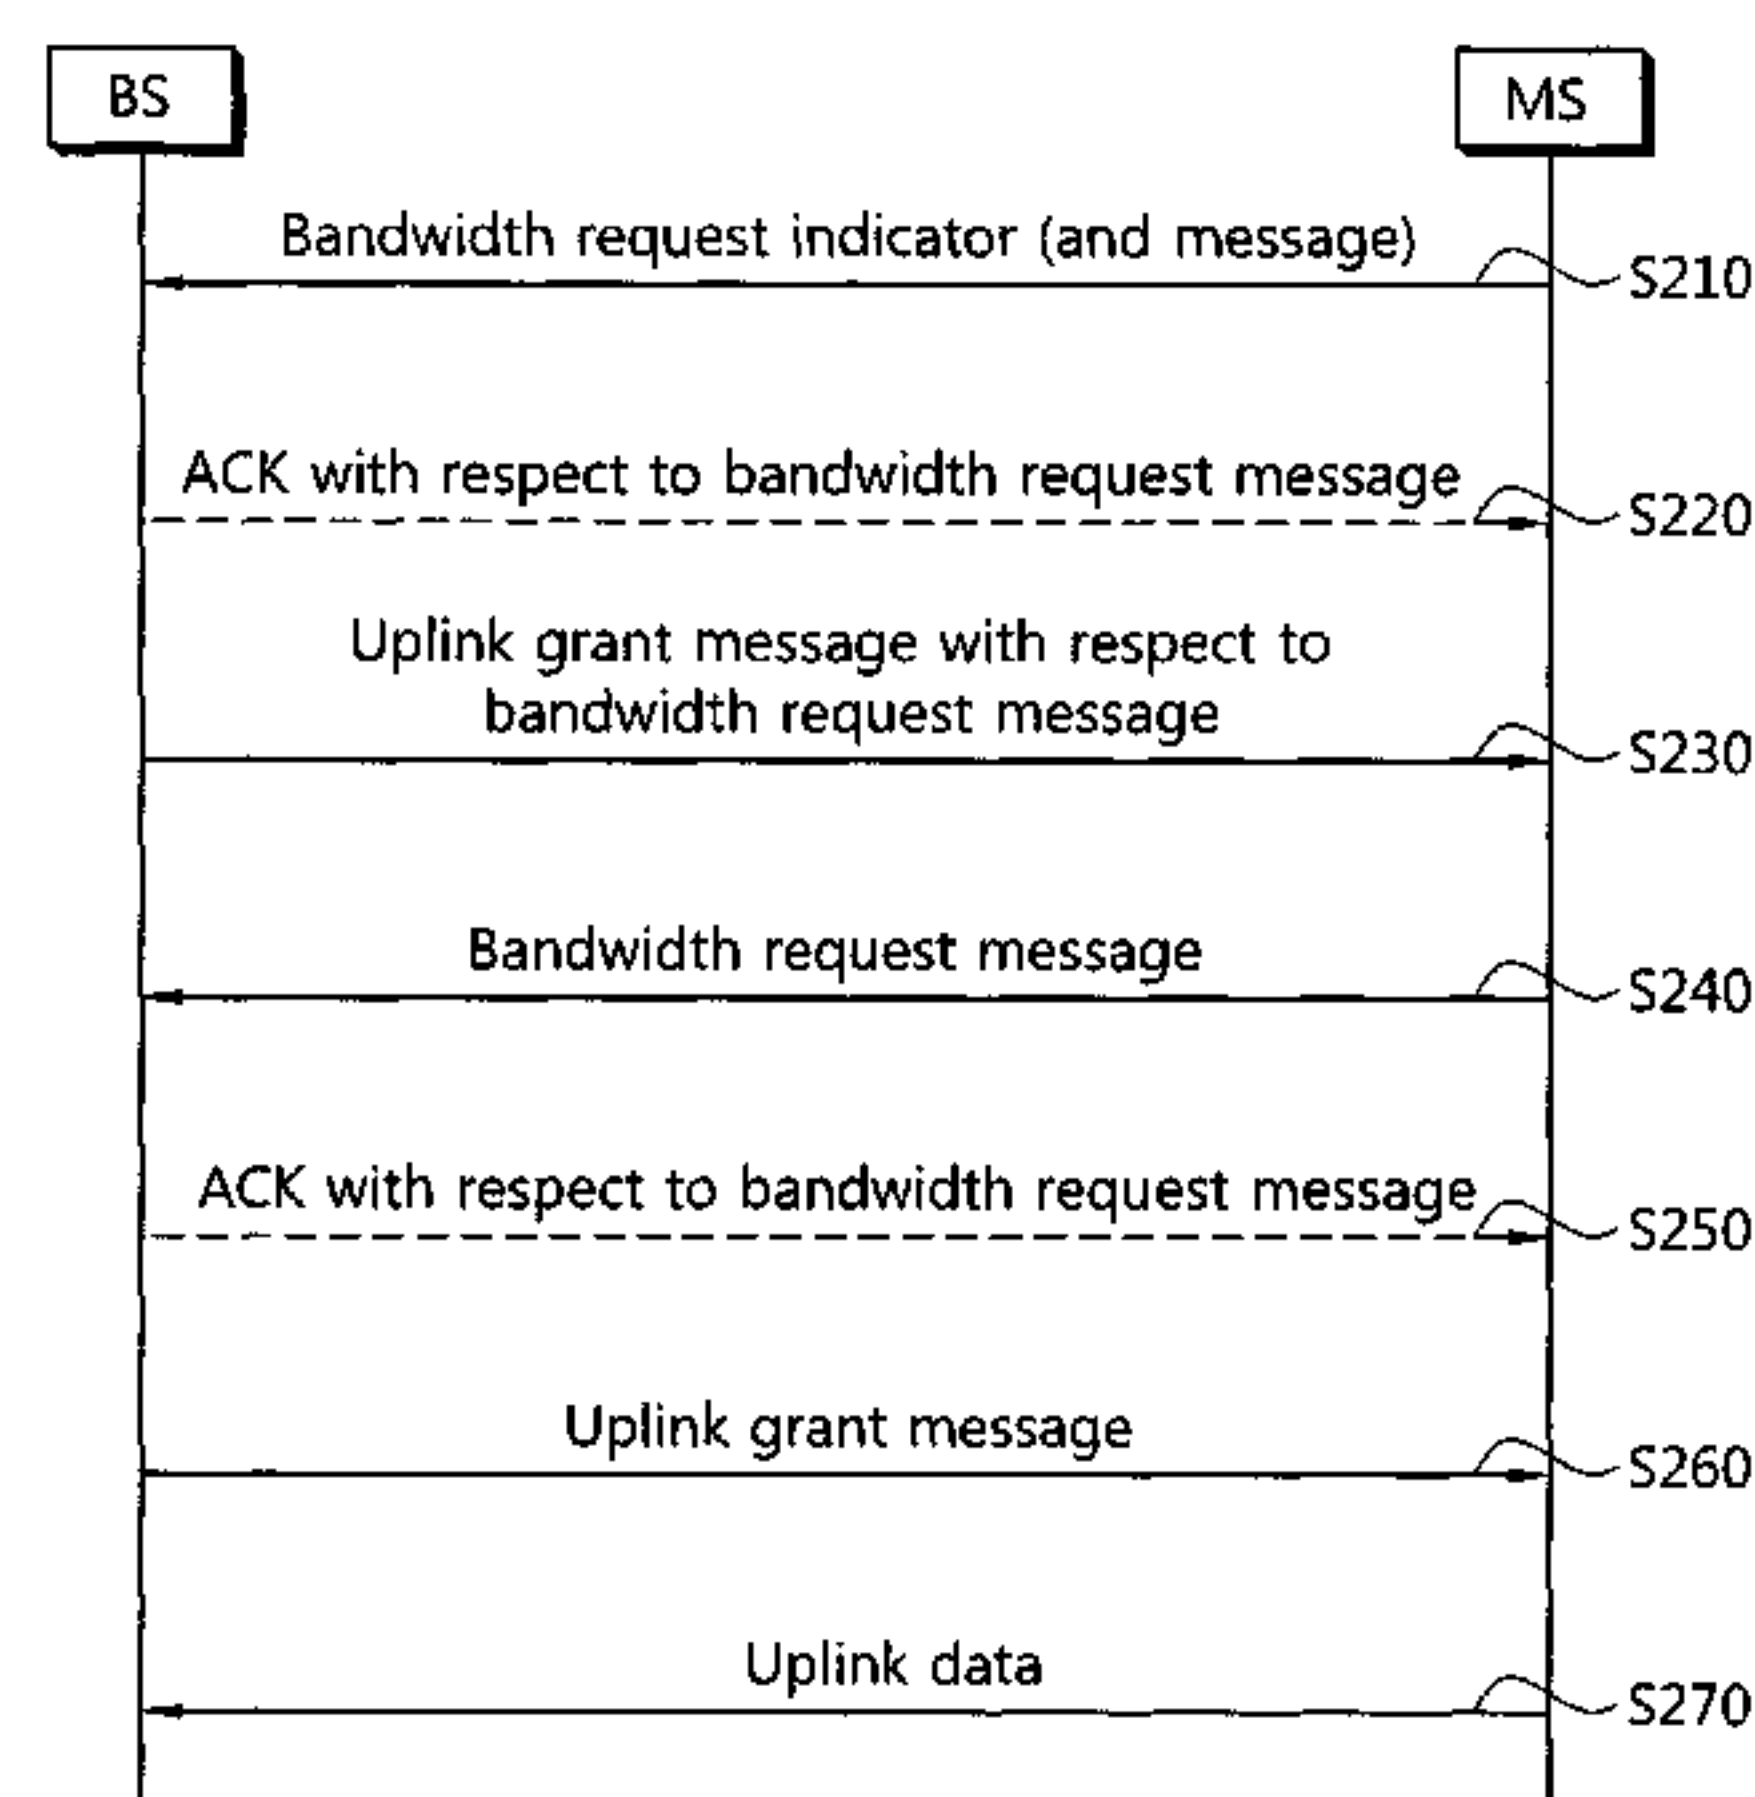 BS
MS
Bandwidth request indicator (and message)
S210
ACK with respect to bandwidth request message
S220
Uplink grant message with respect to
bandwidth request message
S230
Bandwidth request message
S240
ACK with respect to bandwidth request message
S250
Uplink grant message
S260
Uplink data
S270